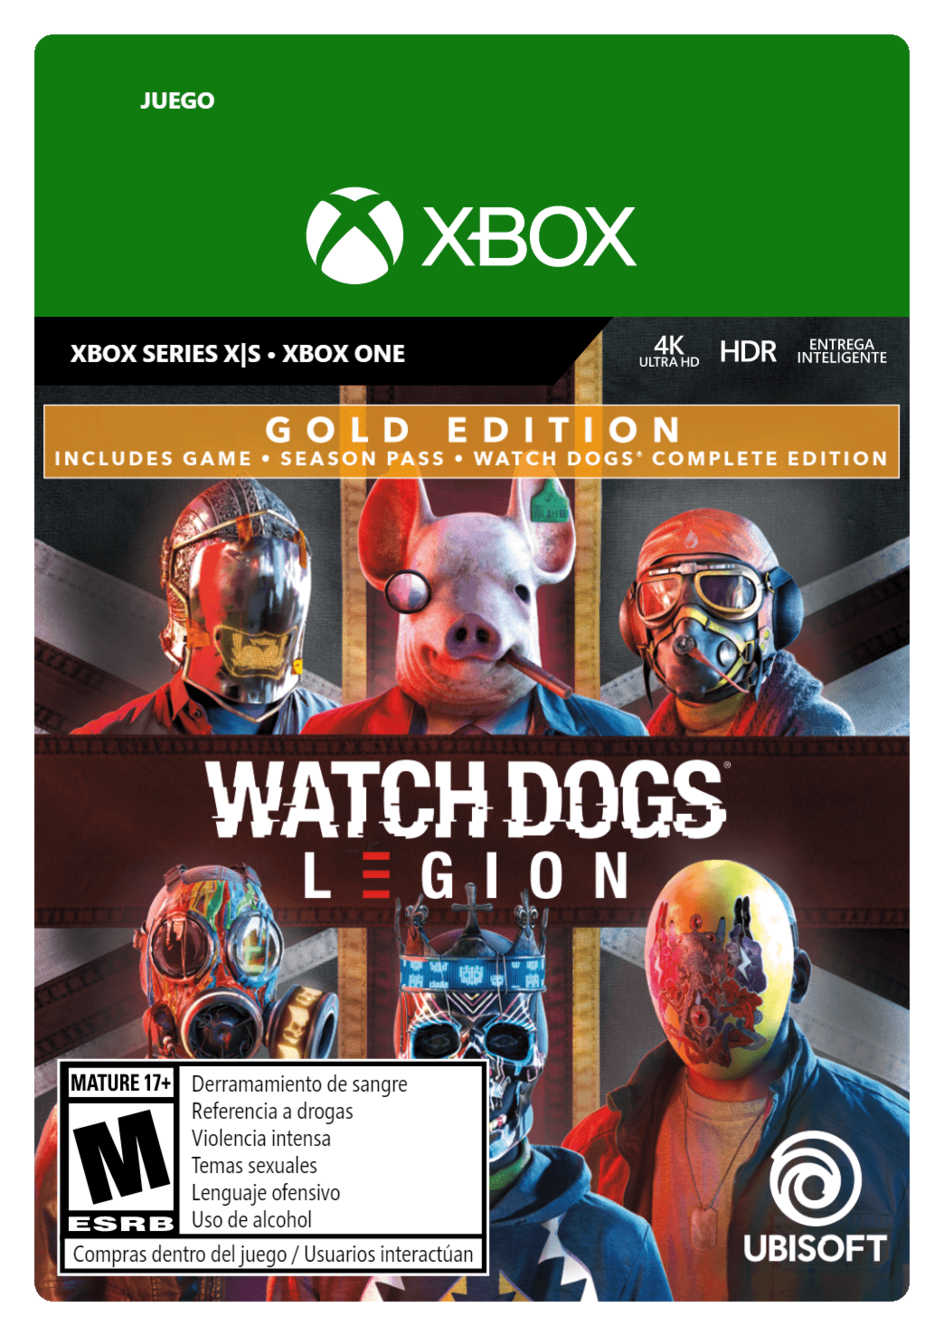 JUEGO
XBOX
XBOX SERIES X|S • XBOX ONE
4K
ULTRA HD
HDR
ENTREGA
INTELIGENTE
GOLD EDITION
INCLUDES GAME • SEASON PASS • WATCH DOGS® COMPLETE EDITION
WATCH DOGS®
LEGION
MATURE 17+
M
ESRB
Derramamiento de sangre
Referencia a drogas
Violencia intensa
Temas sexuales
Lenguaje ofensivo
Uso de alcohol
Compras dentro del juego / Usuarios interactúan
UBISOFT